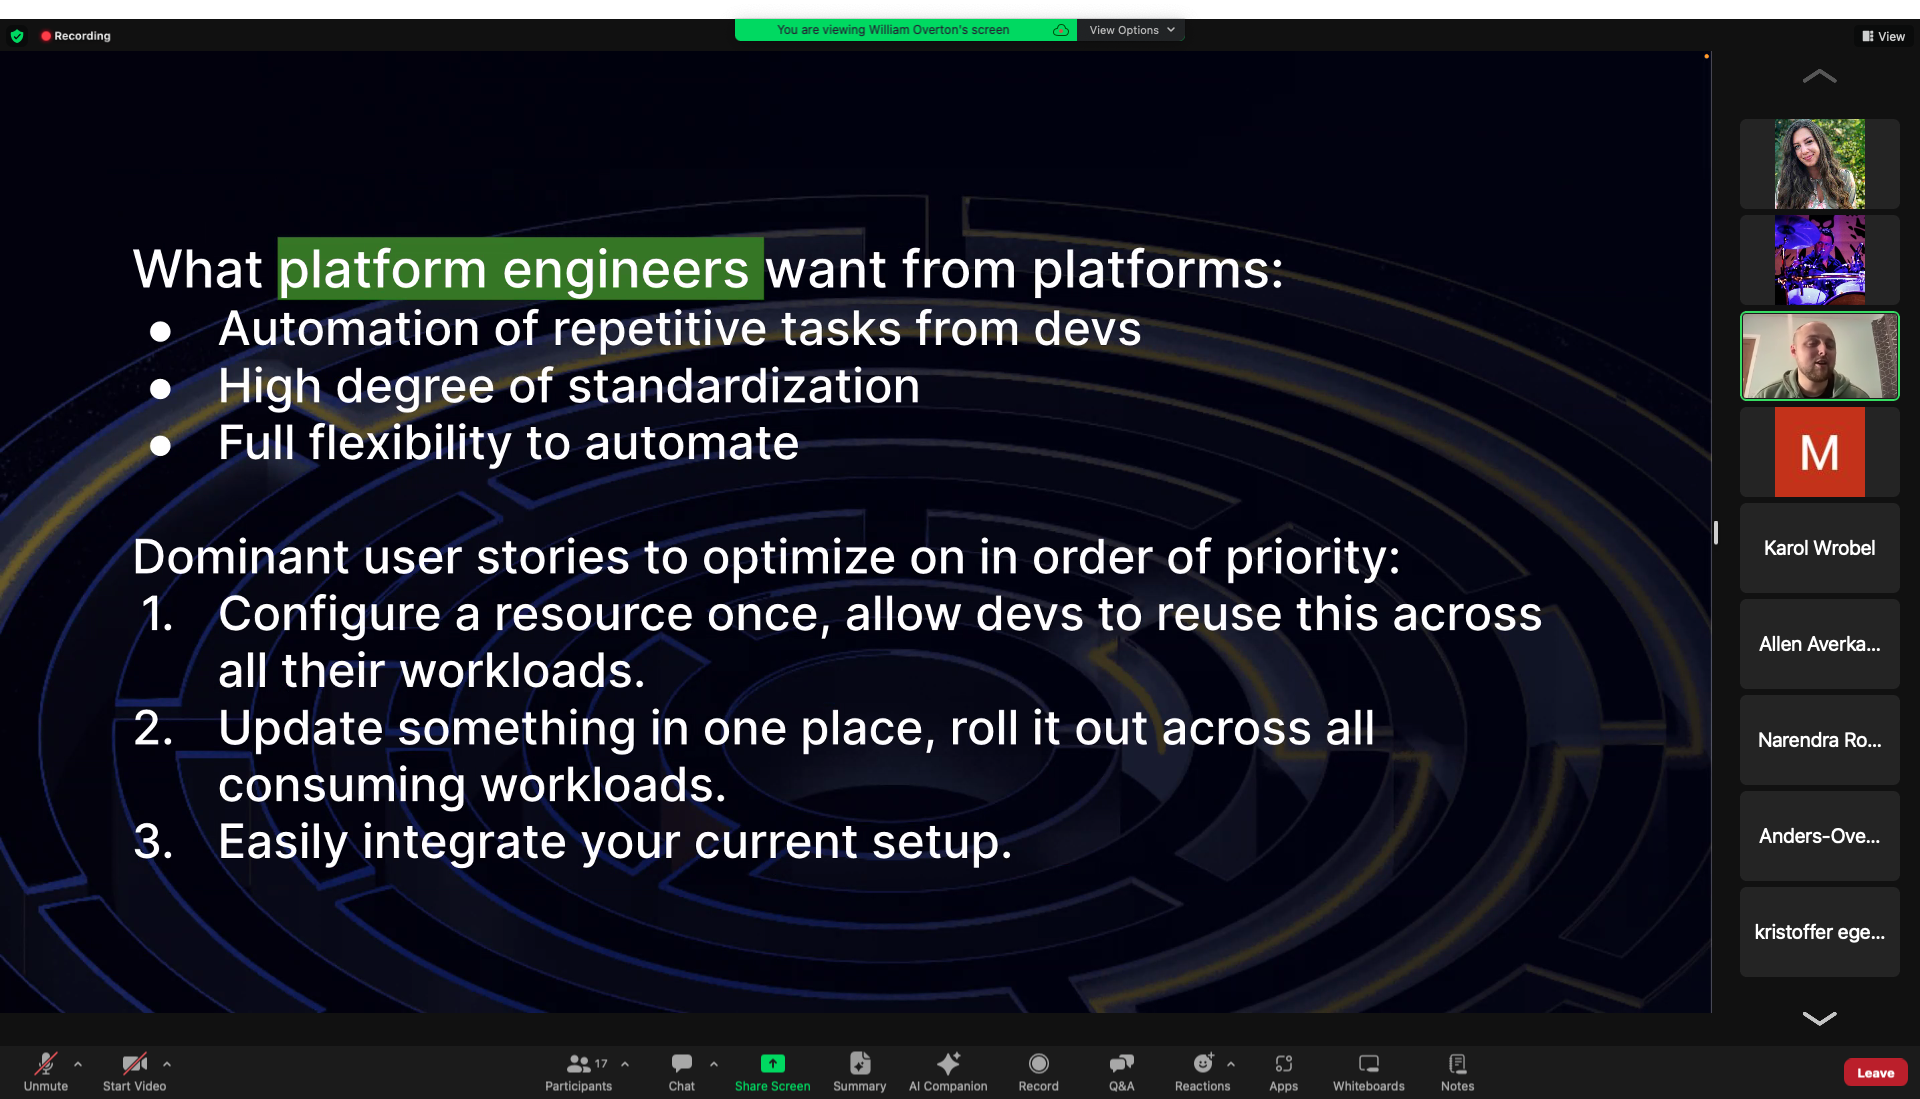 You are viewing William Overton's screen
View Options
Recording
View
What platform engineers want from platforms:
● Automation of repetitive tasks from devs
● High degree of standardization
● Full flexibility to automate
Dominant user stories to optimize on in order of priority:
1. Configure a resource once, allow devs to reuse this across
all their workloads.
2. Update something in one place, roll it out across all
consuming workloads.
3. Easily integrate your current setup.
M
Karol Wrobel
Allen Averka...
Narendra Ro...
Anders-Ove...
kristoffer ege...
Unmute
Start Video
17
Participants
Chat
Share Screen
Summary
AI Companion
Record
Q&A
Reactions
Apps
Whiteboards
Notes
Leave